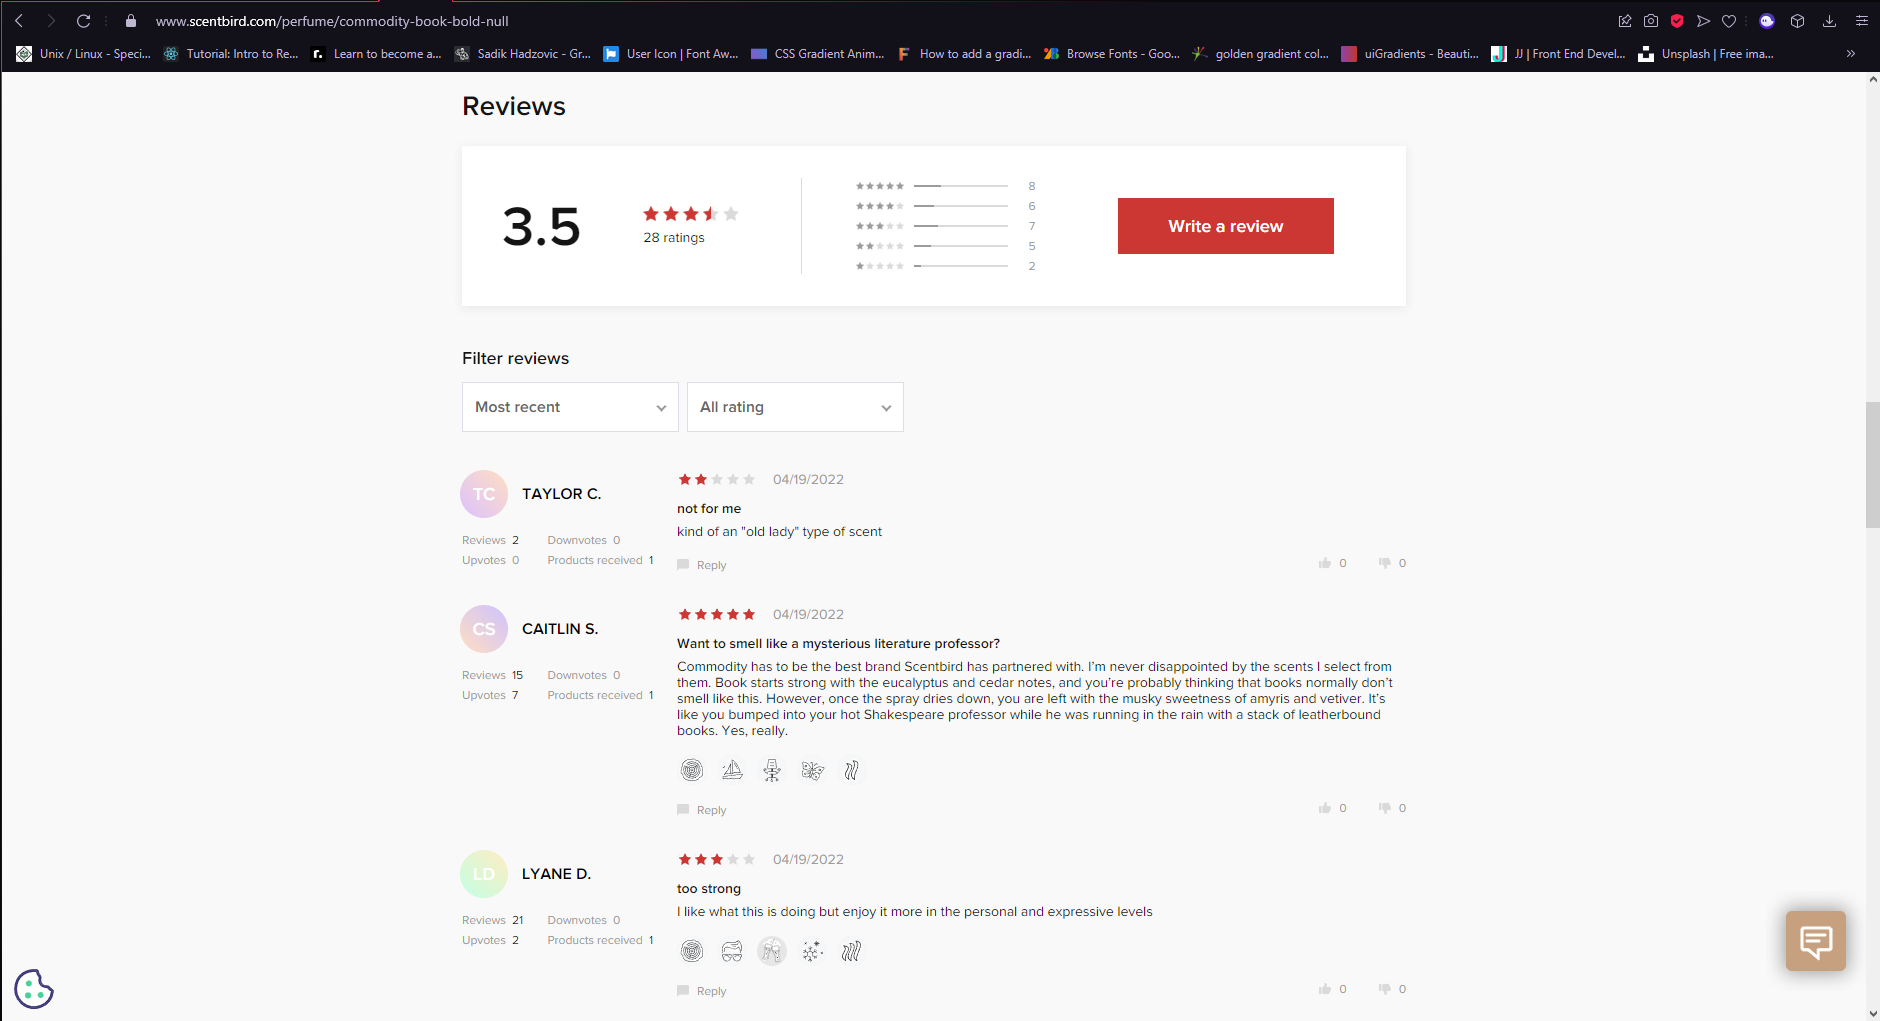 www.scentbird.com/perfume/commodity-book-bold-null
Unix / Linux - Speci... Tutorial: Intro to Re... Learn to become a... Sadik Hadzovic - Gr... User Icon | Font Aw... CSS Gradient Anim... How to add a gradi... Browse Fonts - Goo... golden gradient col... uiGradients - Beauti... JJ | Front End Devel... Unsplash | Free ima... »
Reviews
3.5
28 ratings
8
6
7
5
2
Write a review
Filter reviews
Most recent
All rating
TC
TAYLOR C.
Reviews 2 Downvotes 0
Upvotes 0 Products received 1
04/19/2022
not for me
kind of an "old lady" type of scent
Reply
0 0
CS
CAITLIN S.
Reviews 15 Downvotes 0
Upvotes 7 Products received 1
04/19/2022
Want to smell like a mysterious literature professor?
Commodity has to be the best brand Scentbird has partnered with. I'm never disappointed by the scents I select from
them. Book starts strong with the eucalyptus and cedar notes, and you're probably thinking that books normally don't
smell like this. However, once the spray dries down, you are left with the musky sweetness of amyris and vetiver. It's
like you bumped into your hot Shakespeare professor while he was running in the rain with a stack of leatherbound
books. Yes, really.
Reply
0 0
LD
LYANE D.
Reviews 21 Downvotes 0
Upvotes 2 Products received 1
04/19/2022
too strong
I like what this is doing but enjoy it more in the personal and expressive levels
Reply
0 0